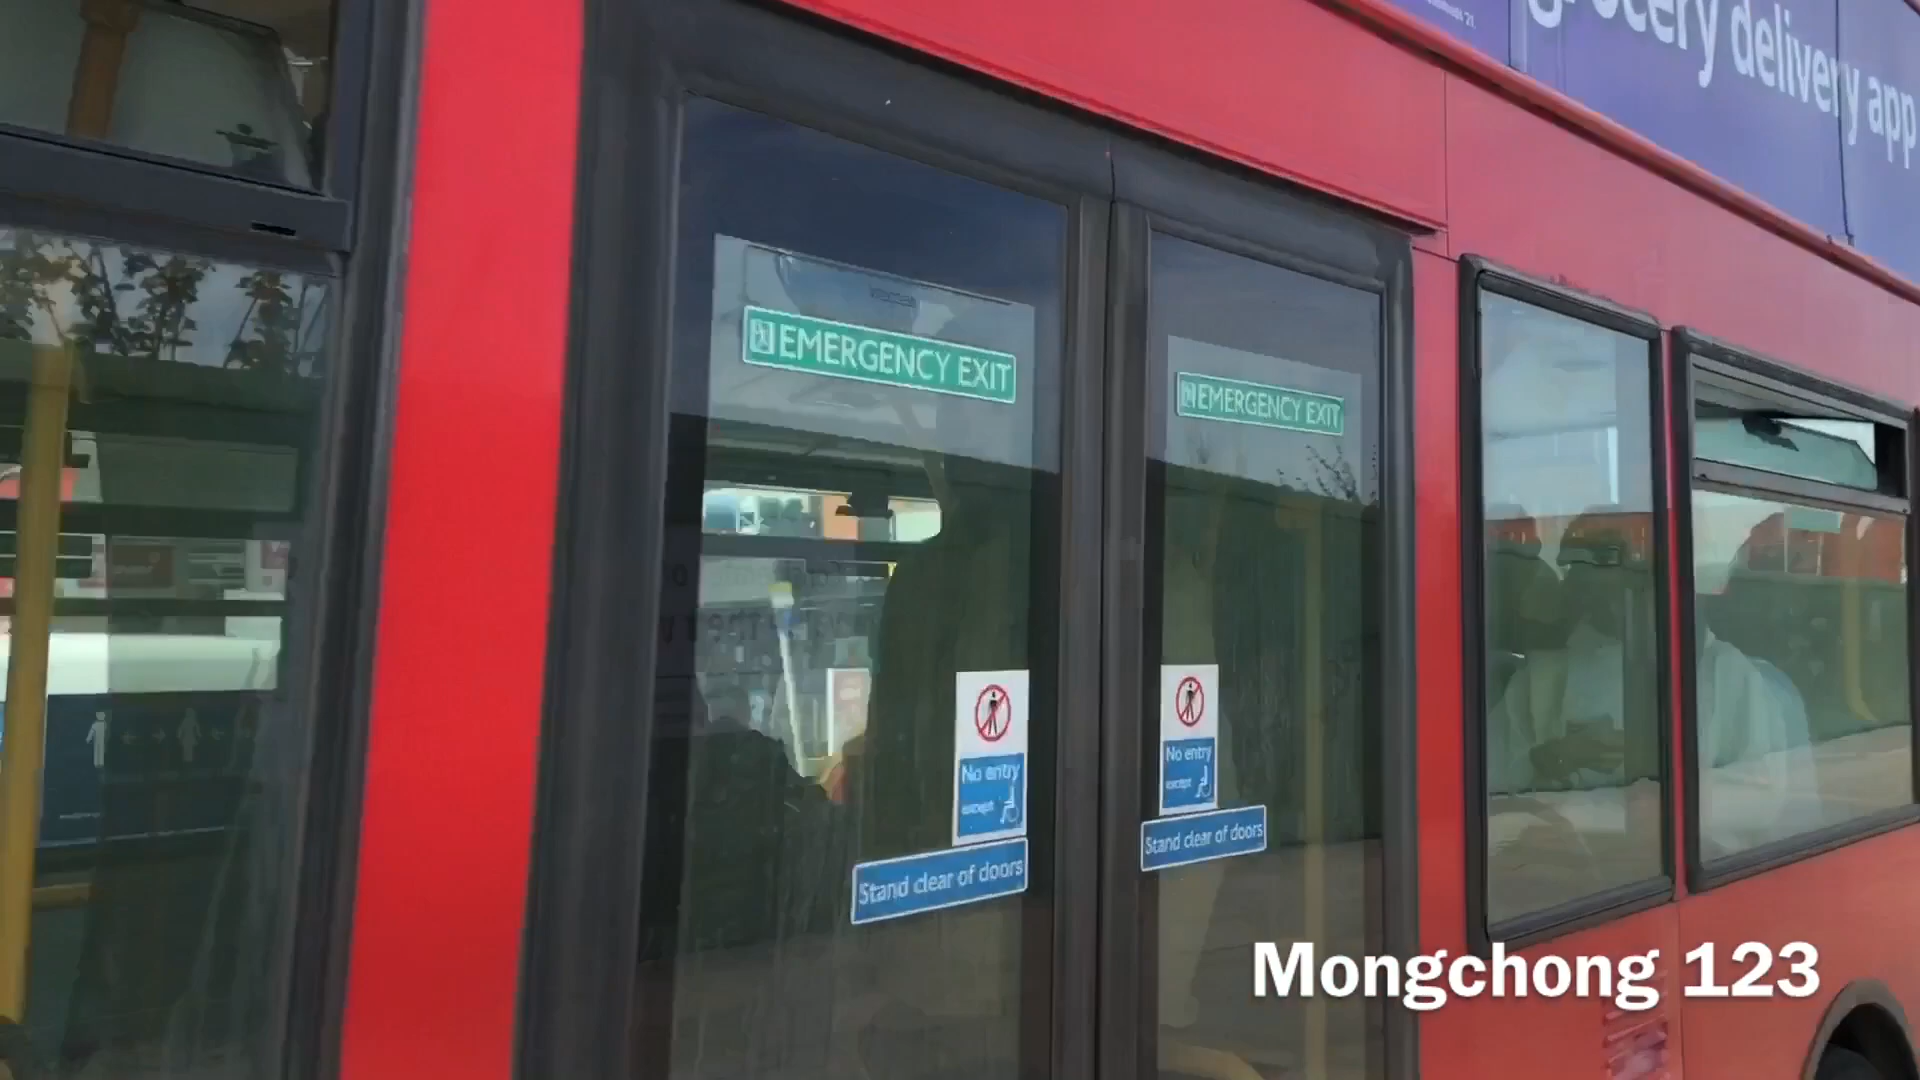 grocery delivery app
EMERGENCY EXIT
EMERGENCY EXIT
No entry
except
Stand clear of doors
No entry
except
Stand clear of doors
Mongchong 123